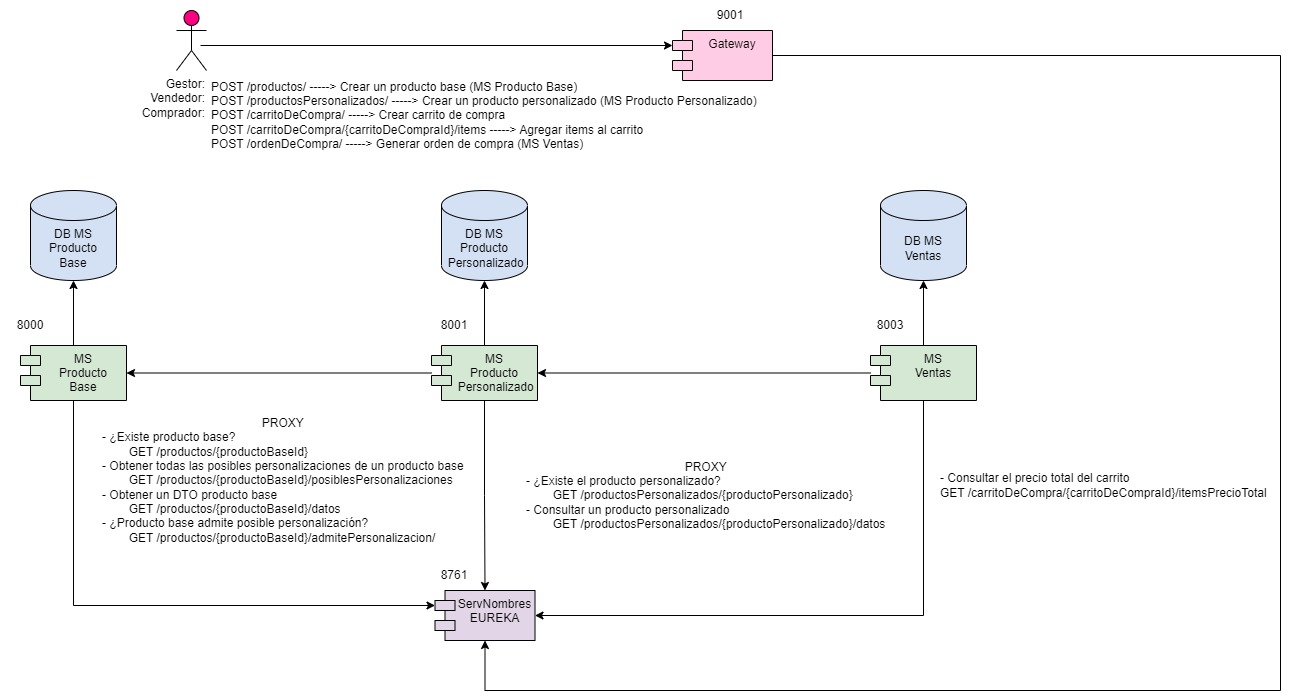 9001
Gateway
Gestor: POST /productos/ -----> Crear un producto base (MS Producto Base)
Vendedor: POST /productosPersonalizados/ -----> Crear un producto personalizado (MS Producto Personalizado)
Comprador: POST /carritoDeCompra/ -----> Crear carrito de compra
POST /carritoDeCompra/{carritoDeCompraId}/items -----> Agregar items al carrito
POST /ordenDeCompra/ -----> Generar orden de compra (MS Ventas)
DB MS
Producto
Base
DB MS
Producto
Personalizado
DB MS
Ventas
8000
MS
Producto
Base
8001
MS
Producto
Personalizado
8003
MS
Ventas
PROXY
- ¿Existe producto base?
GET /productos/{productoBaseId}
- Obtener todas las posibles personalizaciones de un producto base
GET /productos/{productoBaseId}/posiblesPersonalizaciones
- Obtener un DTO producto base
GET /productos/{productoBaseId}/datos
- ¿Producto base admite posible personalización?
GET /productos/{productoBaseId}/admitePersonalizacion/
PROXY
- ¿Existe el producto personalizado?
GET /productosPersonalizados/{productoPersonalizado}
- Consultar un producto personalizado
GET /productosPersonalizados/{productoPersonalizado}/datos
- Consultar el precio total del carrito
GET /carritoDeCompra/{carritoDeCompraId}/itemsPrecioTotal
8761
ServNombres
EUREKA